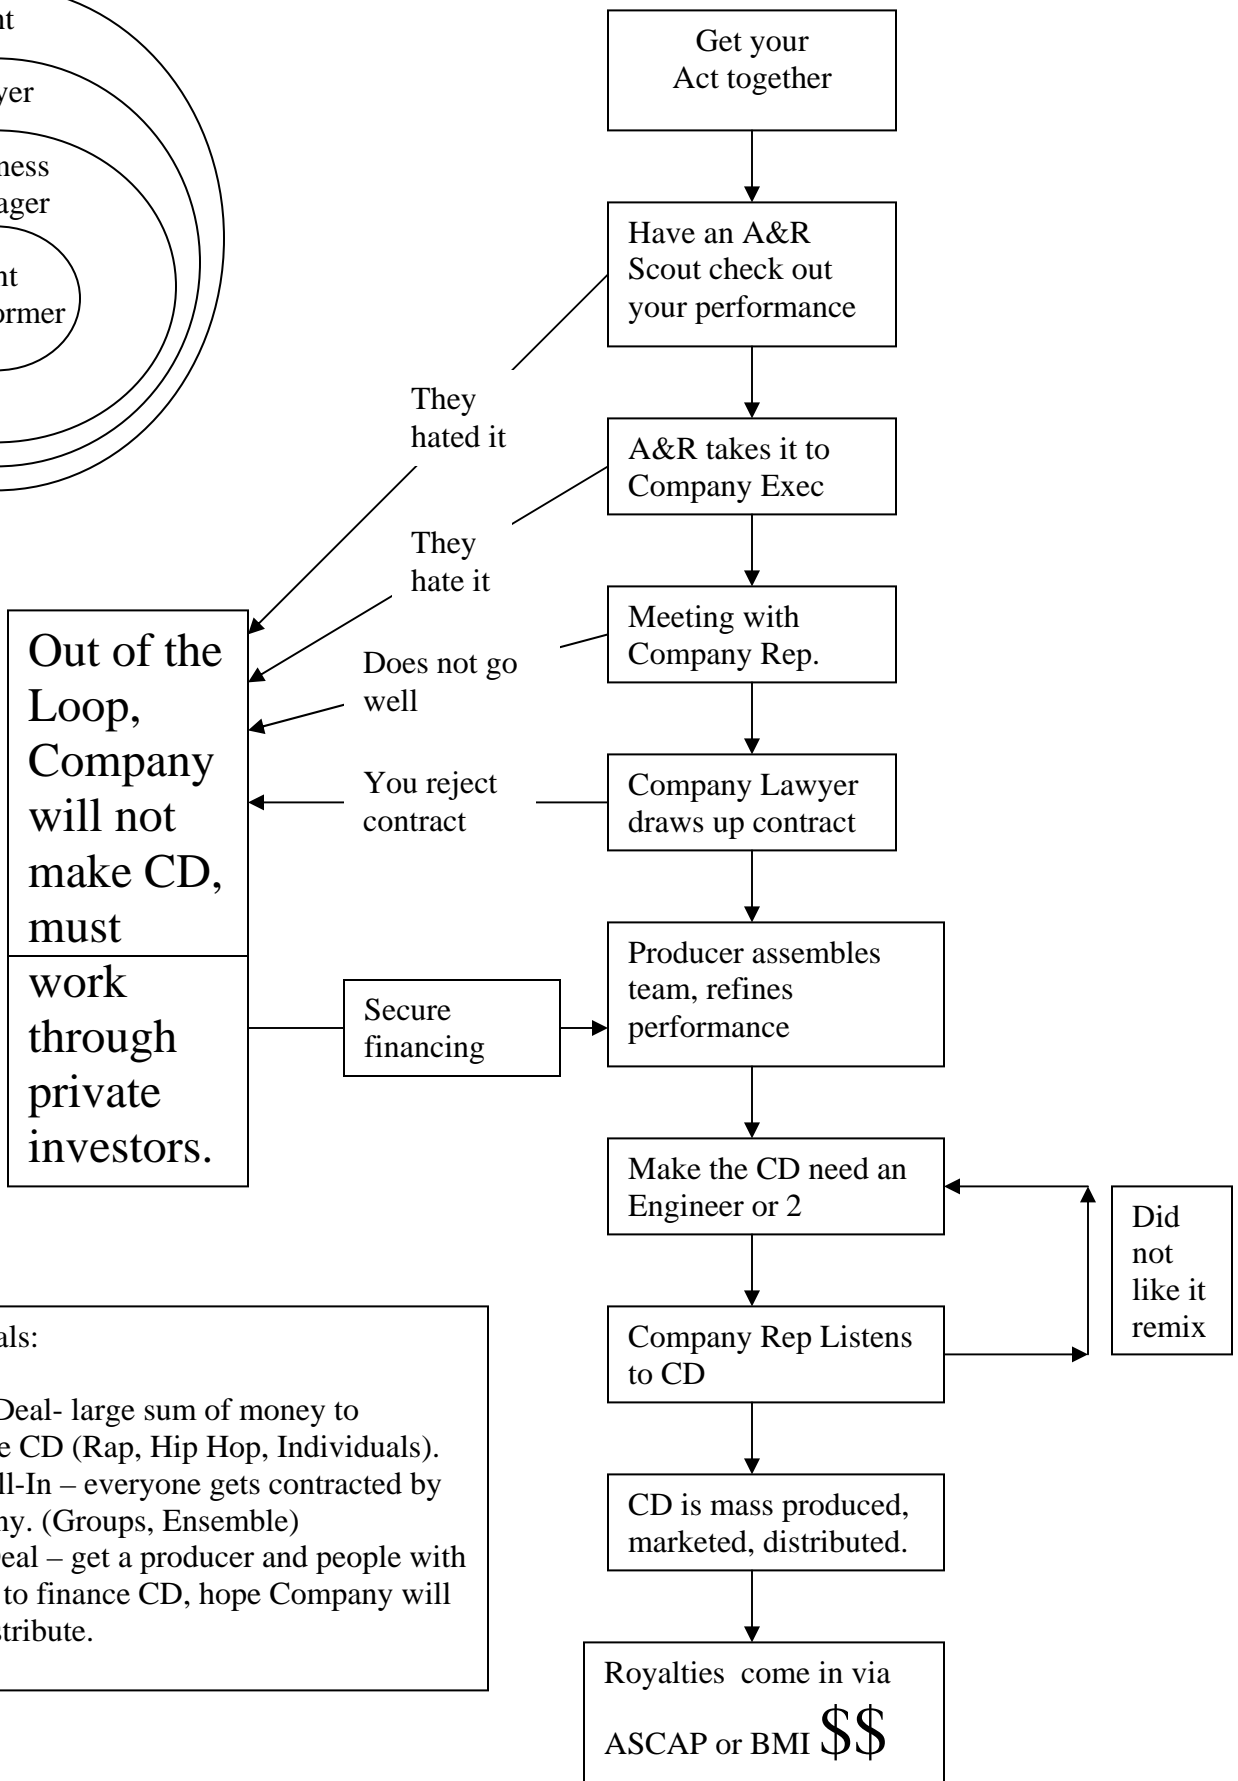 nt
yer
ness
ager
nt
ormer
Get your
Act together
Have an A&R
Scout check out
your performance
They
hated it
A&R takes it to
Company Exec
They
hate it
Meeting with
Company Rep.
Does not go
well
Company Lawyer
draws up contract
You reject
contract
Out of the
Loop,
Company
will not
make CD,
must
work
through
private
investors.
Secure
financing
Producer assembles
team, refines
performance
Make the CD need an
Engineer or 2
Did
not
like it
remix
Company Rep Listens
to CD
CD is mass produced,
marketed, distributed.
Royalties come in via
ASCAP or BMI $$
als:
Deal- large sum of money to
e CD (Rap, Hip Hop, Individuals).
ll-In – everyone gets contracted by
ny. (Groups, Ensemble)
Deal – get a producer and people with
to finance CD, hope Company will
stribute.